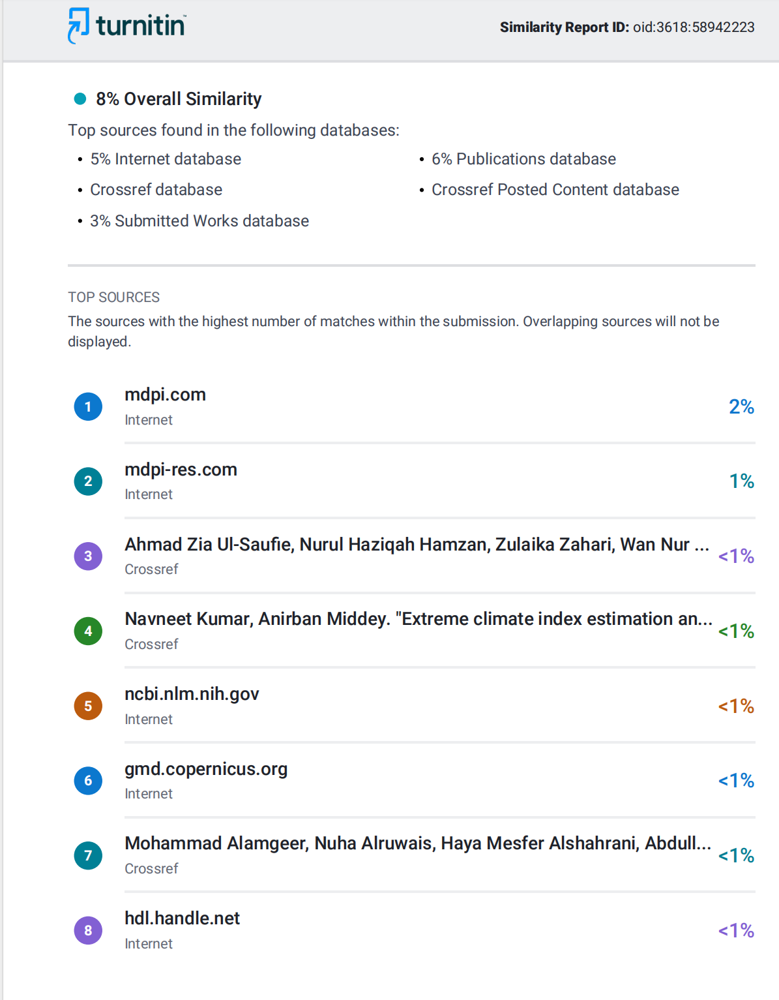 turnitin™
Similarity Report ID: oid:3618:58942223
8% Overall Similarity
Top sources found in the following databases:
• 5% Internet database
• 6% Publications database
• Crossref database
• Crossref Posted Content database
• 3% Submitted Works database
TOP SOURCES
The sources with the highest number of matches within the submission. Overlapping sources will not be
displayed.
1
mdpi.com
Internet
2%
2
mdpi-res.com
Internet
1%
3
Ahmad Zia Ul-Saufie, Nurul Haziqah Hamzan, Zulaika Zahari, Wan Nur ...
Crossref
<1%
4
Navneet Kumar, Anirban Middey. "Extreme climate index estimation an...
Crossref
<1%
5
ncbi.nlm.nih.gov
Internet
<1%
6
gmd.copernicus.org
Internet
<1%
7
Mohammad Alamgeer, Nuha Alruwais, Haya Mesfer Alshahrani, Abdull...
Crossref
<1%
8
hdl.handle.net
Internet
<1%